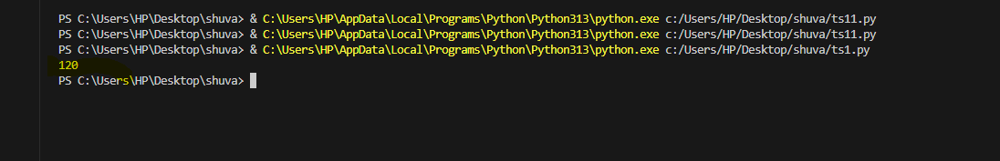 PS C:\Users\HP\Desktop\shuva> & C:\Users\HP\AppData\Local\Programs\Python\Python313\python.exe c:/Users/HP/Desktop/shuva/ts11.py
PS C:\Users\HP\Desktop\shuva> & C:\Users\HP\AppData\Local\Programs\Python\Python313\python.exe c:/Users/HP/Desktop/shuva/ts11.py
PS C:\Users\HP\Desktop\shuva> & C:\Users\HP\AppData\Local\Programs\Python\Python313\python.exe c:/Users/HP/Desktop/shuva/ts1.py
120
PS C:\Users\HP\Desktop\shuva>